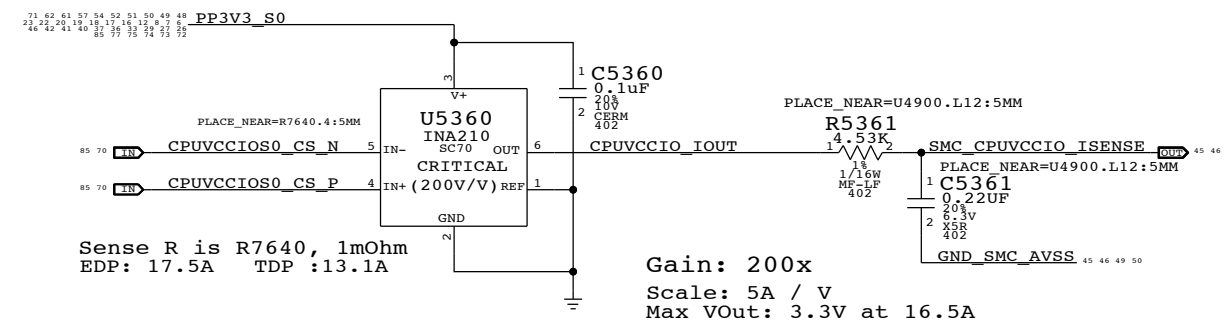 71 62 61 57 54 52 51 50 49 48
23 22 20 19 18 17 16 12 8 7 6
46 42 41 40 37 36 33 29 27 26
85 77 75 74 73 72
PP3V3_S0
3
V+
1
C5360
0.1uF
20%
10V
2
CERM
402
PLACE_NEAR=R7640.4:5MM
U5360
INA210
SC70
CRITICAL
(200V/V)
85 70 IN CPUVCCIOS0_CS_N 5 IN-
OUT 6 CPUVCCIO_IOUT
85 70 IN CPUVCCIOS0_CS_P 4 IN+
REF 1
GND
2
PLACE_NEAR=U4900.L12:5MM
R5361
1 4.53K 2
1%
1/16W
MF-LF
402
SMC_CPUVCCIO_ISENSE OUT 45 46
PLACE_NEAR=U4900.L12:5MM
1
C5361
0.22UF
20%
6.3V
2
X5R
402
GND_SMC_AVSS 45 46 49 50
Sense R is R7640, 1mOhm
EDP: 17.5A TDP :13.1A
Gain: 200x
Scale: 5A / V
Max VOut: 3.3V at 16.5A